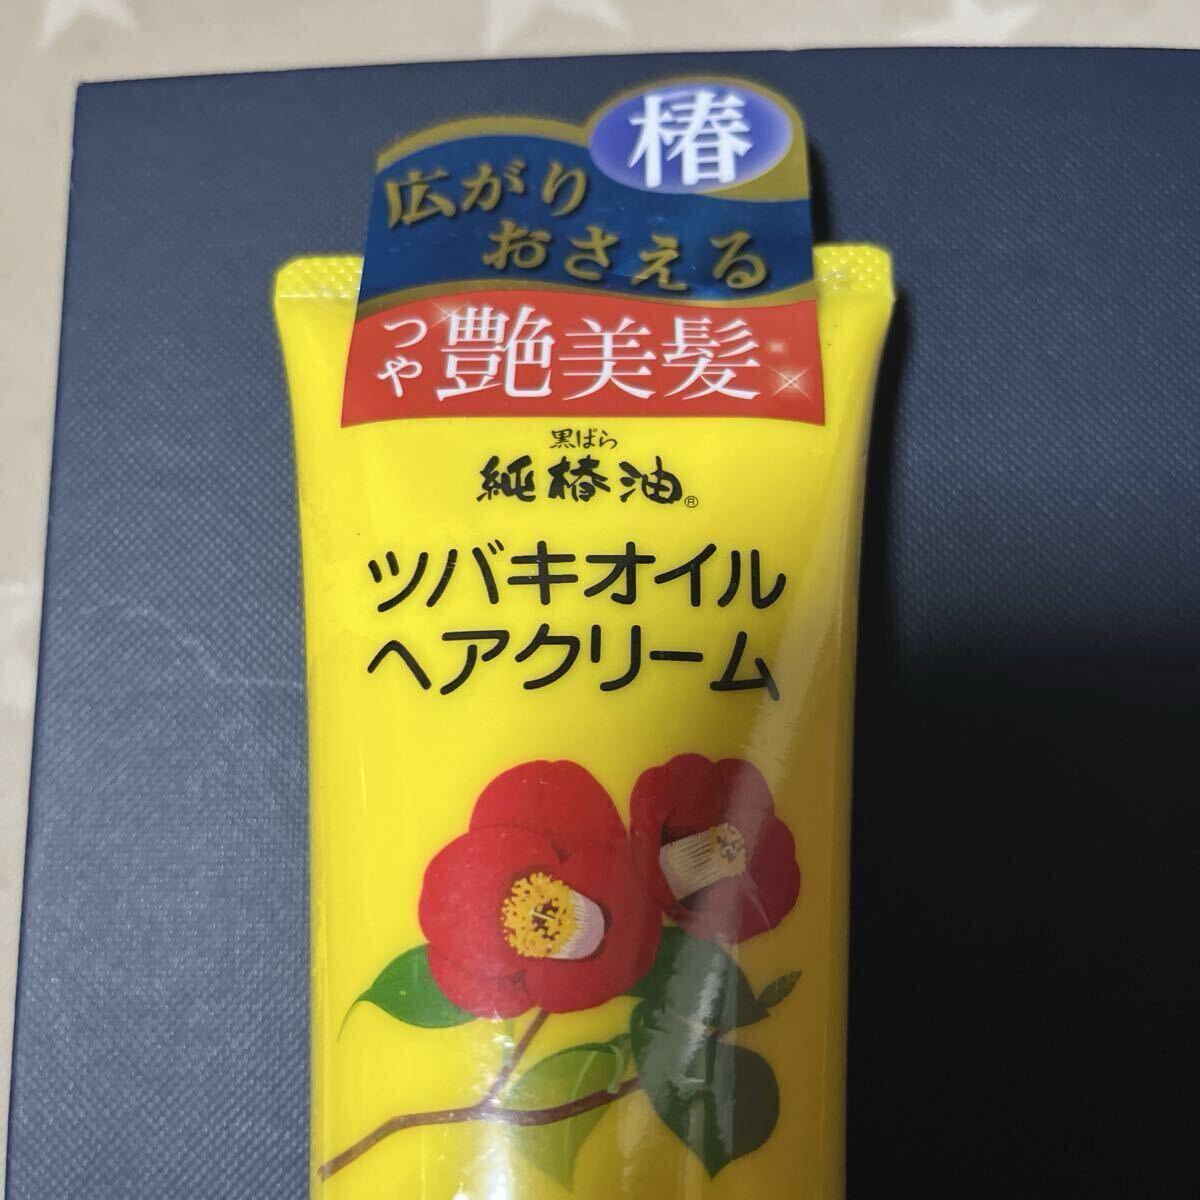 椿
広がり
おさえる
つや 艶美髪
黒ばら
純椿油®
ツバキオイル
ヘアクリーム